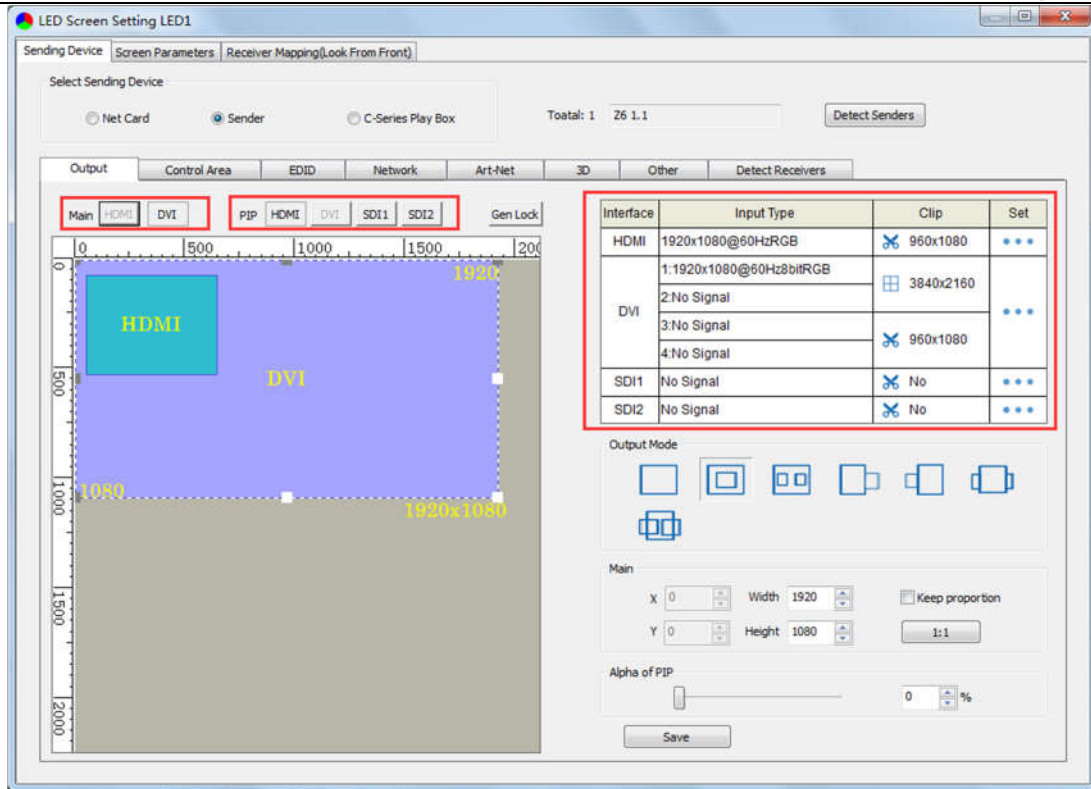 LED Screen Setting LED1
Sending Device Screen Parameters Receiver Mapping(Look From Front)
Select Sending Device
Net Card Sender C-Series Play Box
Toatal: 1 Z6 1.1 Detect Senders
Output Control Area EDID Network Art-Net 3D Other Detect Receivers
Main HDMI DVI PIP HDMI DVI SDI1 SDI2 Gen Lock
0 500 1000 1500 200
0
500
1000
1500
2000
1920
HDMI
DVI
1080
1920x1080
Interface Input Type Clip Set
HDMI 1920x1080@60HzRGB 960x1080
DVI
1:1920x1080@60Hz8bitRGB
2:No Signal
3840x2160
3:No Signal
4:No Signal
960x1080
SDI1 No Signal No
SDI2 No Signal No
Output Mode
Main
X 0 Width 1920 Keep proportion
Y 0 Height 1080 1:1
Alpha of PIP
0 %
Save